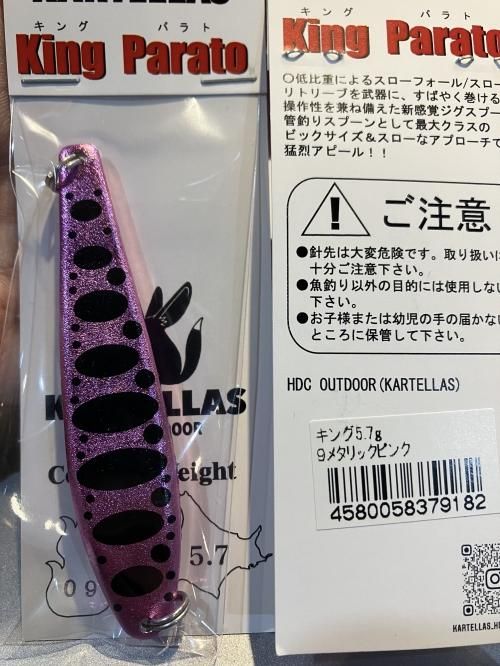 KARTELLAS
キング パラト
King Parato
KARTELLAS
Weight
09
5.7
キング パラト
King Parato
〇低比重によるスローフォール/スロー
リトリーブを武器に、すばやく巻ける
操作性を兼ね備えた新感覚ジグスプー
管釣りスプーンとして最大クラスの
ビックサイズ＆スローなアプローチで
猛烈アピール！！
ご注意
●針先は大変危険です。取り扱いに
十分ご注意下さい。
●魚釣り以外の目的には使用しない
下さい。
●お子様または幼児の手の届かない
ところに保管して下さい。
HDC OUTDOOR(KARTELLAS)
キング5.7g
9メタリックピンク
4580058379182